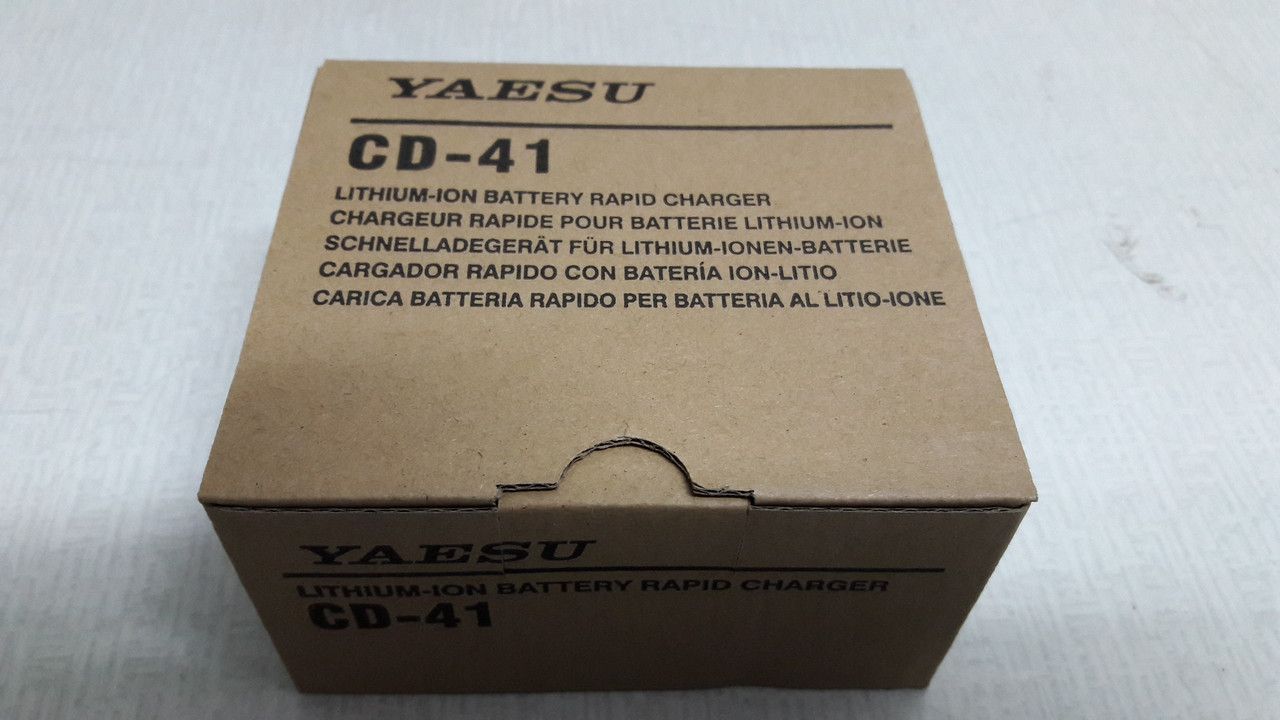 YAESU
CD-41
LITHIUM-ION BATTERY RAPID CHARGER
CHARGEUR RAPIDE POUR BATTERIE LITHIUM-ION
SCHNELLADEGERÄT FÜR LITHIUM-IONEN-BATTERIE
CARGADOR RAPIDO CON BATERÍA ION-LITIO
CARICA BATTERIA RAPIDO PER BATTERIA AL LITIO-IONE
YAESU
LITHIUM-ION BATTERY RAPID CHARGER
CD-41